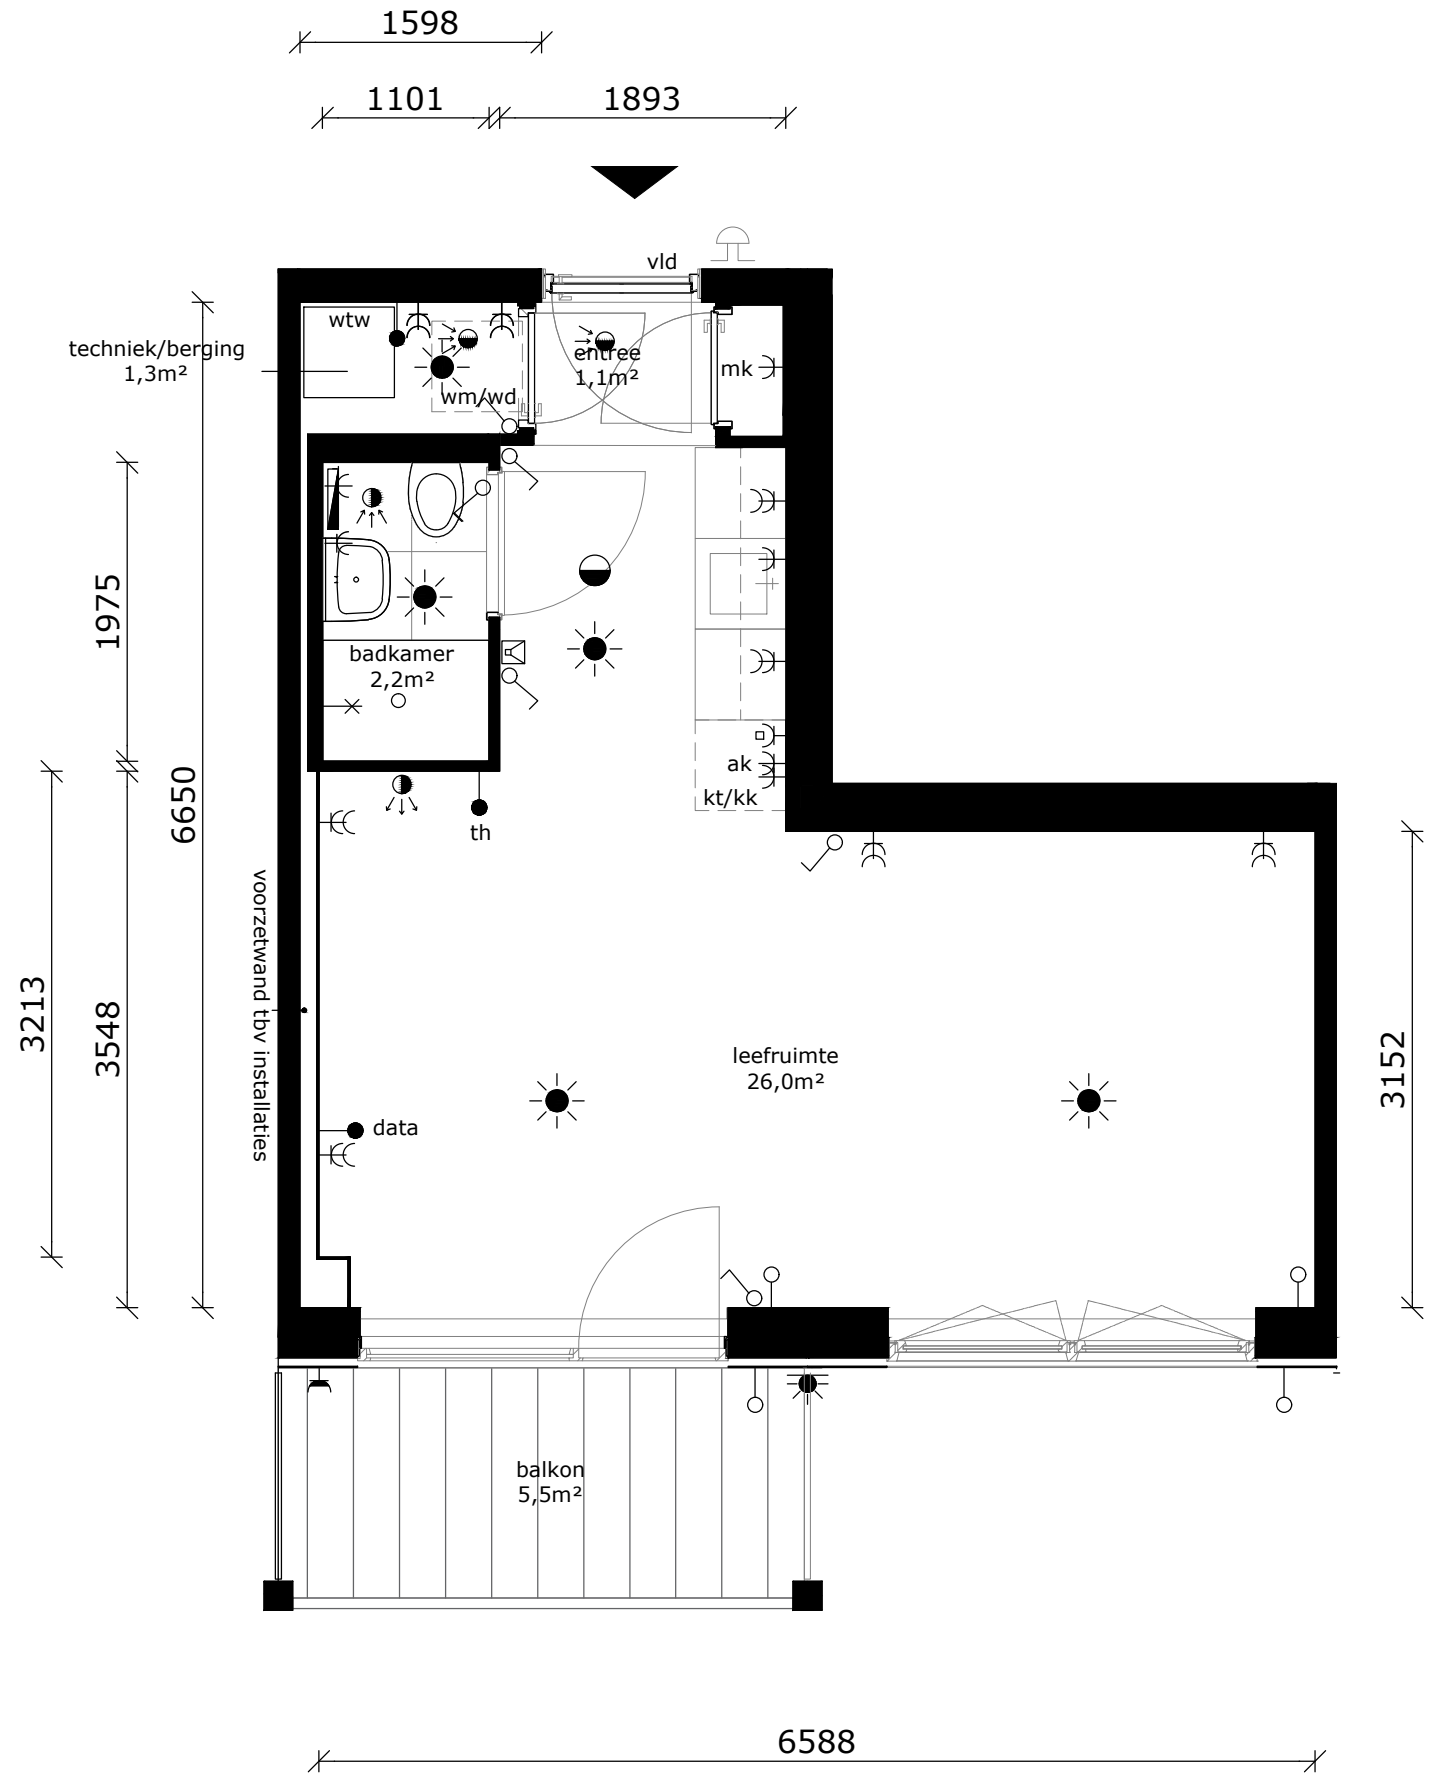 1598
1101
1893
vld
wtw
techniek/berging
1,3m²
entree
1,1m²
mk
wm/wd
1975
badkamer
2,2m²
6650
ak
kt/kk
th
voorzetwand tbv installaties
3213
3548
leefruimte
26,0m²
3152
data
balkon
5,5m²
6588